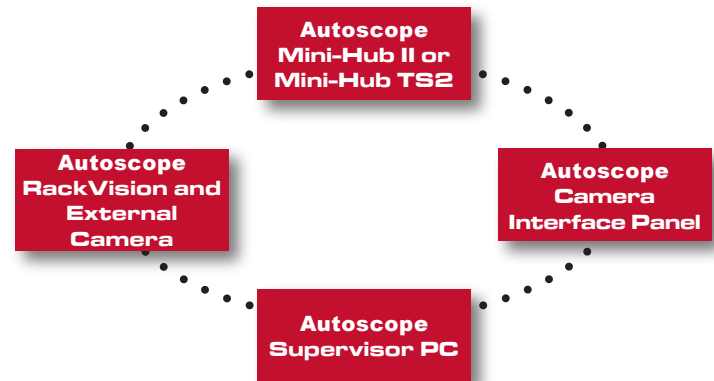 Autoscope
Mini-Hub II or
Mini-Hub TS2
Autoscope
RackVision and
External
Camera
Autoscope
Camera
Interface Panel
Autoscope
Supervisor PC